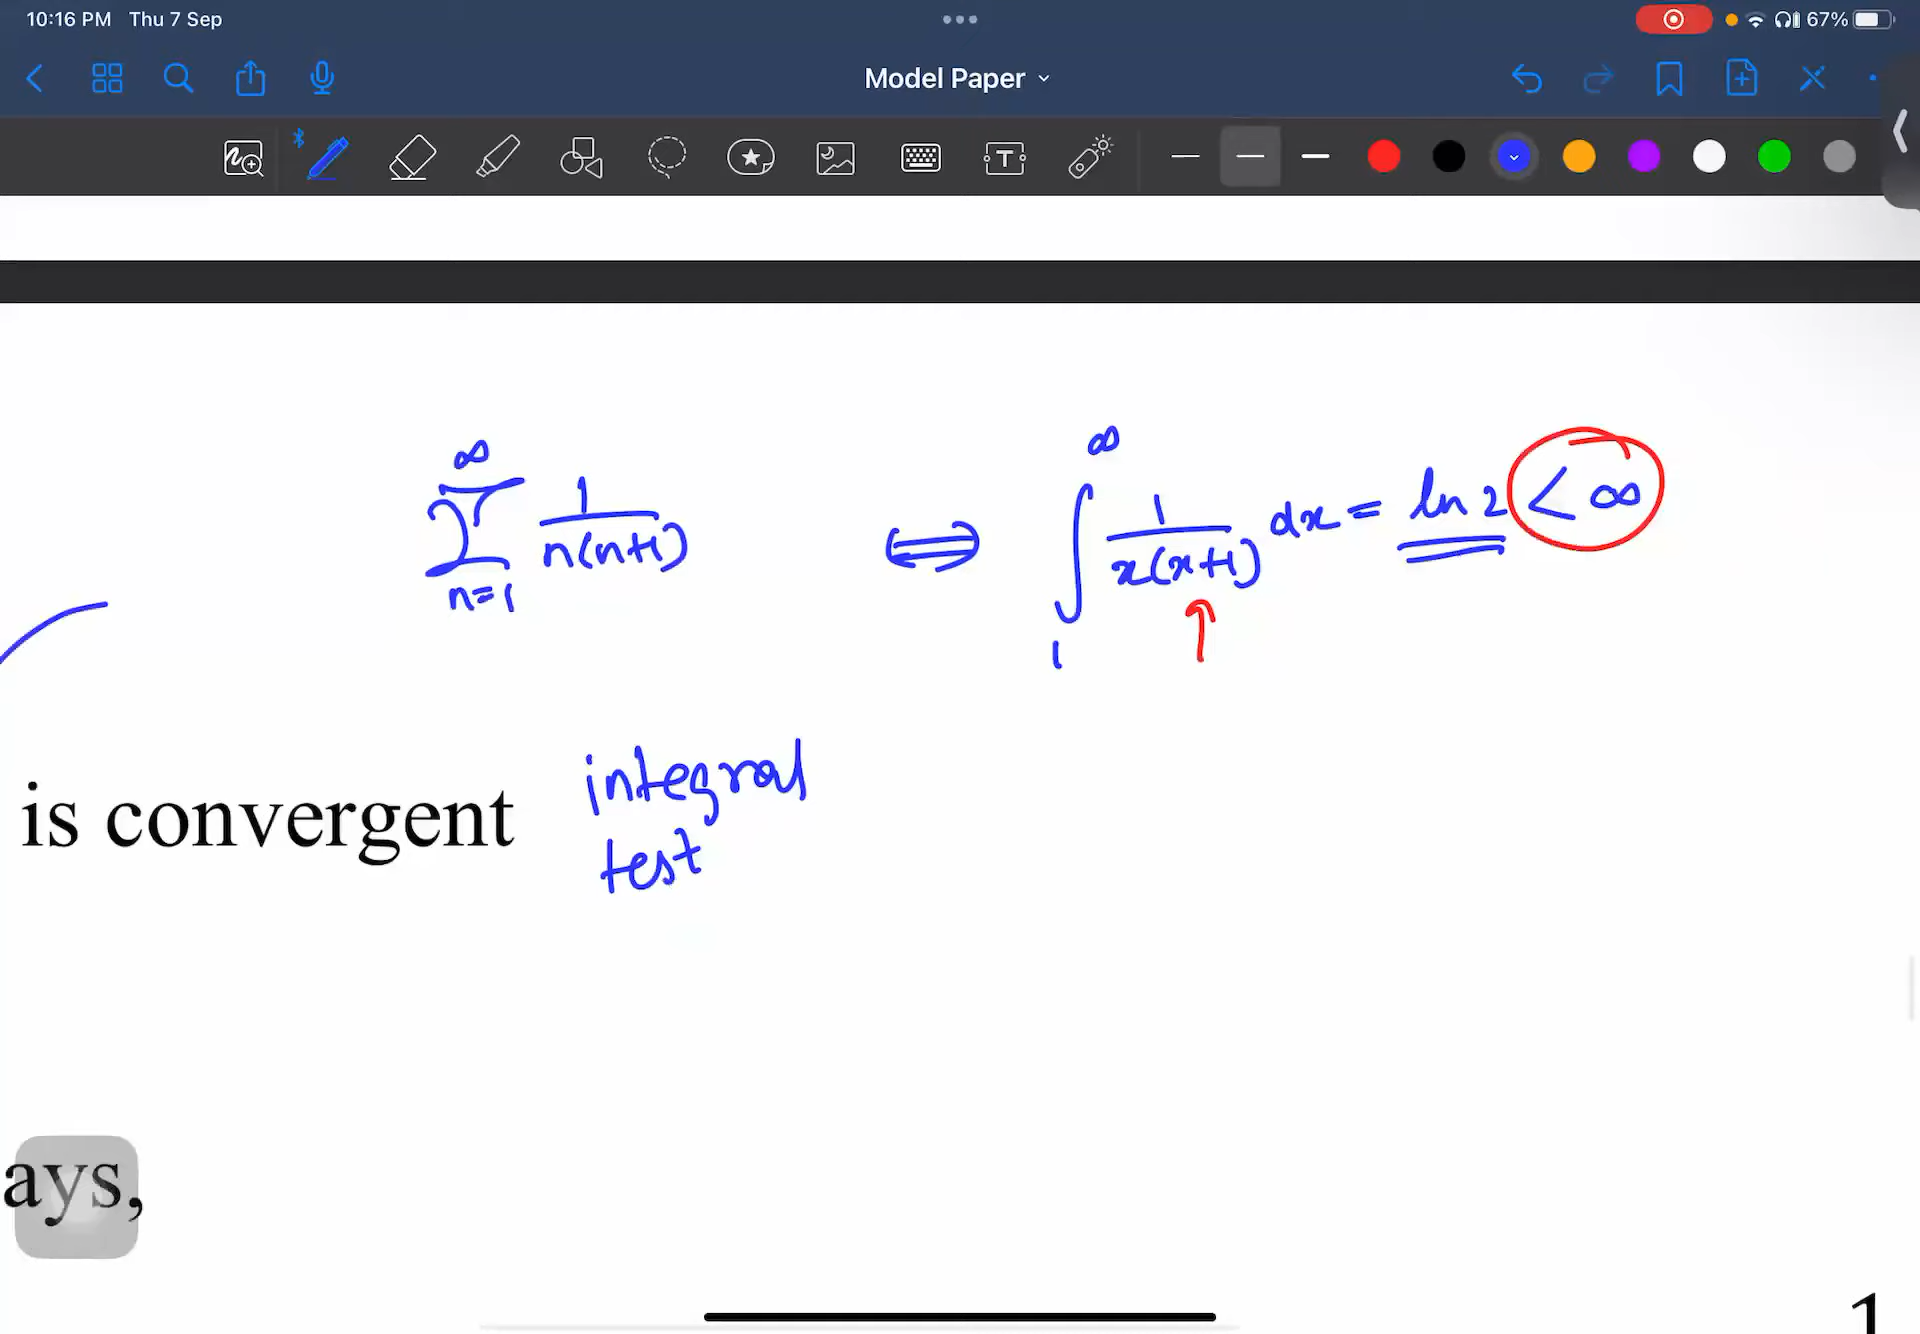 10:16 PM Thu 7 Sep
67%
Model Paper
T
∞ ∞
∑ 1/n(n+1) ⟺ ∫ 1/x(x+1) dx = ln 2 < ∞
n=1 1
↑
is convergent integral
test
ays,
1